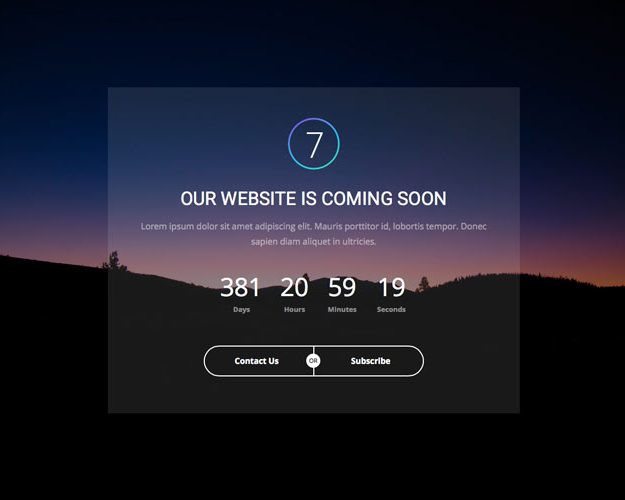 7
OUR WEBSITE IS COMING SOON
Lorem ipsum dolor sit amet adipiscing elit. Mauris porttitor id, lobortis tempor. Donec
sapien diam aliquet in ultricies.
381 20 59 19
Days Hours Minutes Seconds
Contact Us OR Subscribe